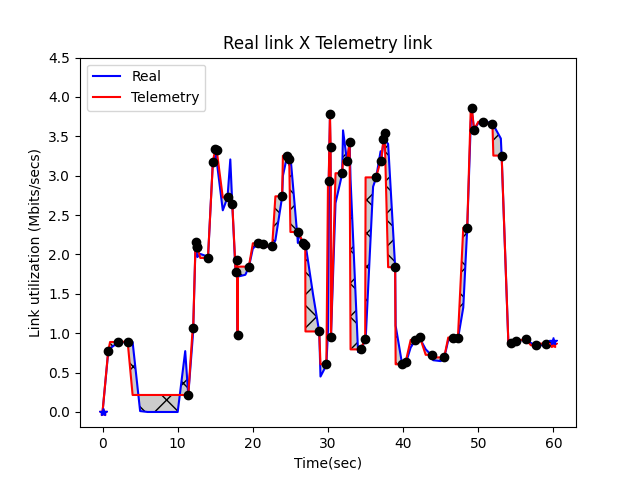 Real link X Telemetry link
Real
Telemetry
Link utilization (Mbits/secs)
4.5
4.0
3.5
3.0
2.5
2.0
1.5
1.0
0.5
0.0
0 10 20 30 40 50 60
Time(sec)